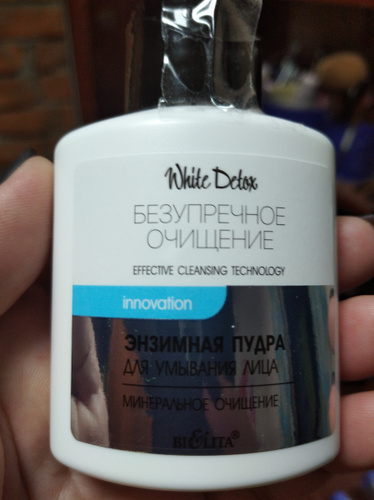 White Detox
БЕЗУПРЕЧНОЕ
ОЧИЩЕНИЕ
EFFECTIVE CLEANSING TECHNOLOGY
innovation
ЭНЗИМНАЯ ПУДРА
ДЛЯ УМЫВАНИЯ ЛИЦА
МИНЕРАЛЬНОЕ ОЧИЩЕНИЕ
BIELITA®